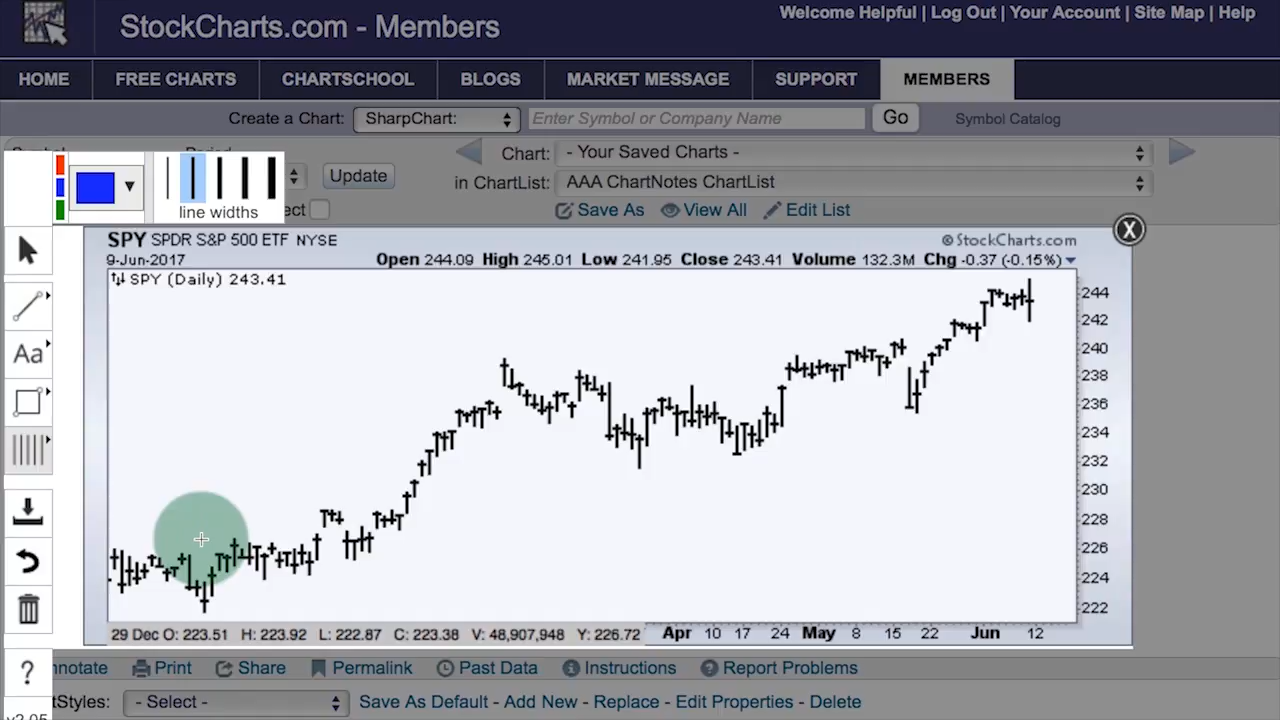 StockCharts.com - Members
Welcome Helpful | Log Out | Your Account | Site Map | Help
HOME FREE CHARTS CHARTSCHOOL BLOGS MARKET MESSAGE SUPPORT MEMBERS
Create a Chart: SharpChart: Enter Symbol or Company Name Go Symbol Catalog
Period Chart: - Your Saved Charts -
Update in ChartList: AAA ChartNotes ChartList
line widths Save As View All Edit List
SPY SPDR S&P 500 ETF NYSE © StockCharts.com X
9-Jun-2017 Open 244.09 High 245.01 Low 241.95 Close 243.41 Volume 132.3M Chg -0.37 (-0.15%)
SPY (Daily) 243.41
244
242
240
238
236
234
232
230
228
226
224
222
Aa
29 Dec O: 223.51 H: 223.92 L: 222.87 C: 223.38 V: 48,907,948 Y: 226.72 Apr 10 17 24 May 8 15 22 Jun 12
? nnotate Print Share Permalink Past Data Instructions Report Problems
tStyles: - Select - Save As Default - Add New - Replace - Edit Properties - Delete
v2.05